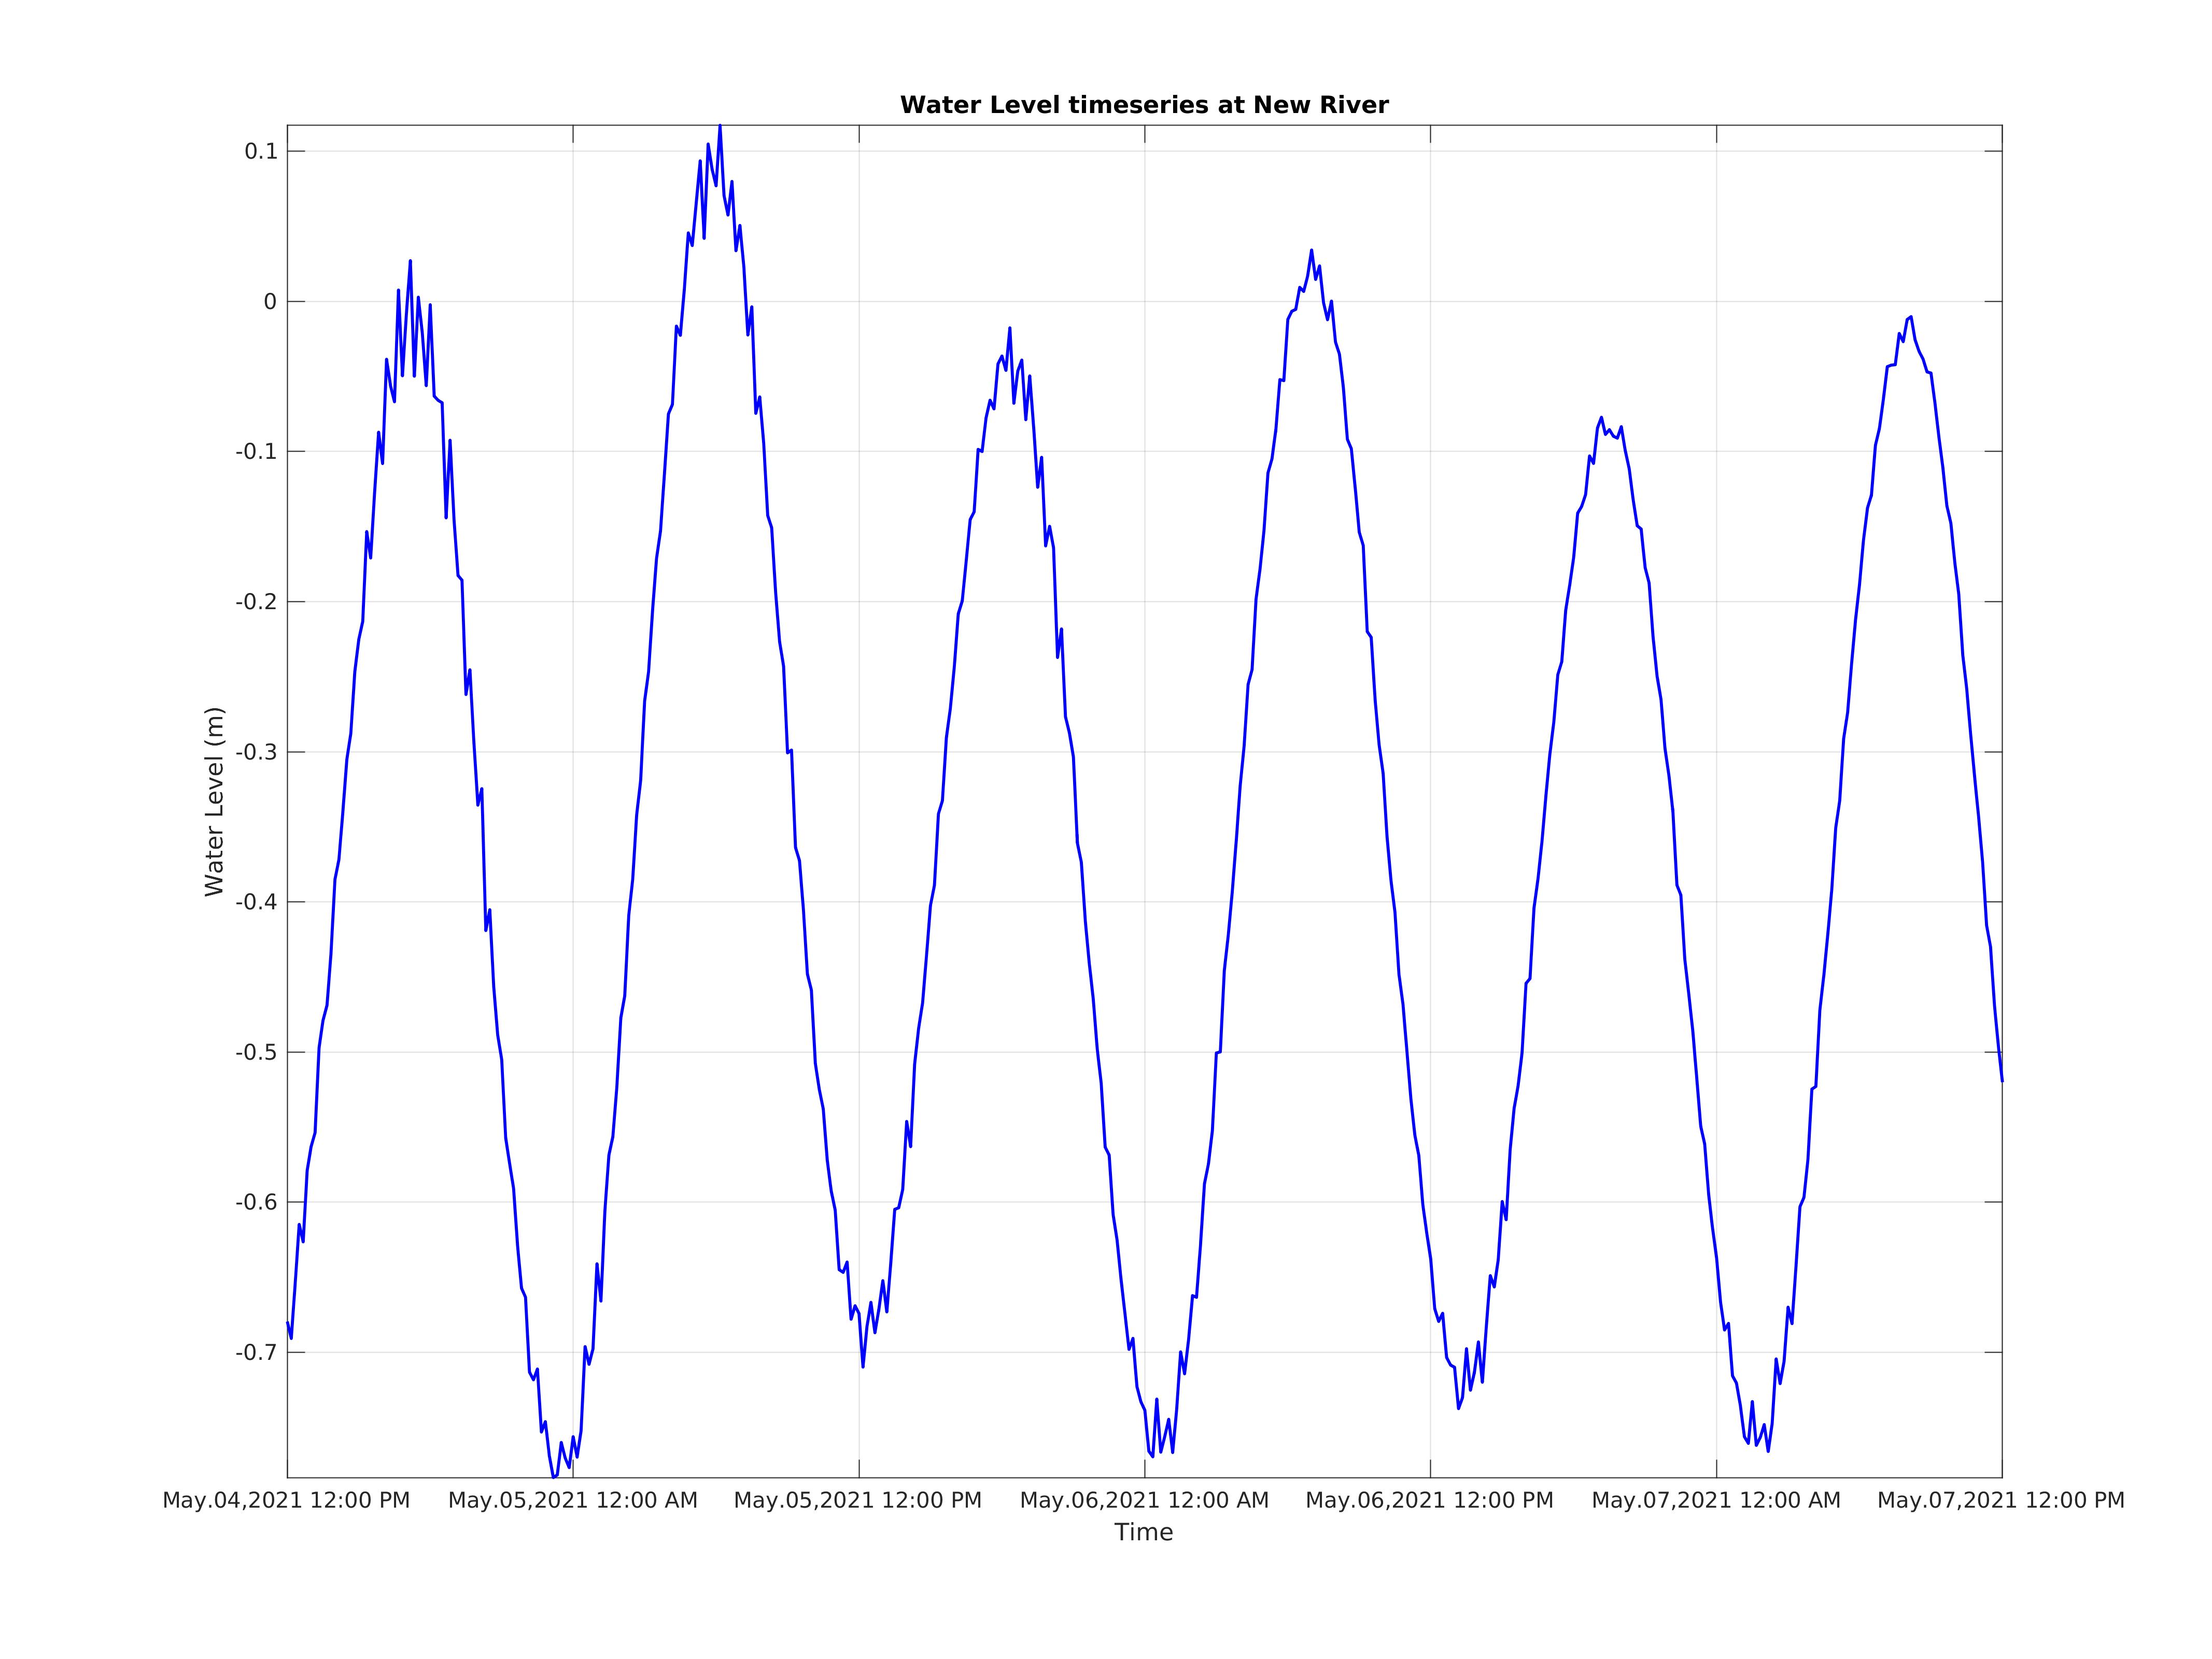 Water Level timeseries at New River
0.1
0
-0.1
-0.2
-0.3
-0.4
-0.5
-0.6
-0.7
Water Level (m)
May.04,2021 12:00 PM
May.05,2021 12:00 AM
May.05,2021 12:00 PM
May.06,2021 12:00 AM
May.06,2021 12:00 PM
May.07,2021 12:00 AM
May.07,2021 12:00 PM
Time